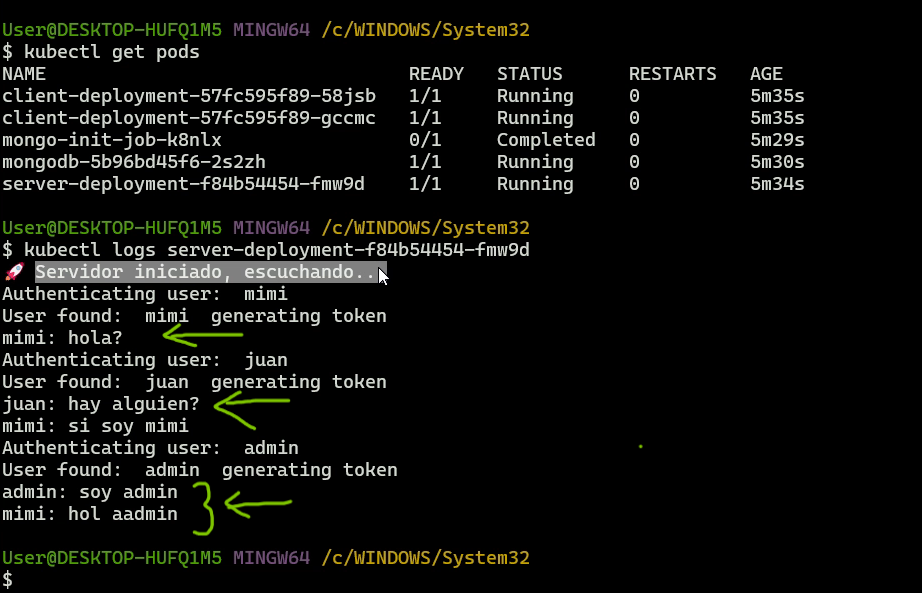 User@DESKTOP-HUFQ1M5 MINGW64 /c/WINDOWS/System32
$ kubectl get pods
NAME READY STATUS RESTARTS AGE
client-deployment-57fc595f89-58jsb 1/1 Running 0 5m35s
client-deployment-57fc595f89-gccmc 1/1 Running 0 5m35s
mongo-init-job-k8nlx 0/1 Completed 0 5m29s
mongodb-5b96bd45f6-2s2zh 1/1 Running 0 5m30s
server-deployment-f84b54454-fmw9d 1/1 Running 0 5m34s
User@DESKTOP-HUFQ1M5 MINGW64 /c/WINDOWS/System32
$ kubectl logs server-deployment-f84b54454-fmw9d
🚀 Servidor iniciado, escuchando...
Authenticating user:  mimi
User found:  mimi  generating token
mimi: hola?
Authenticating user:  juan
User found:  juan  generating token
juan: hay alguien?
mimi: si soy mimi
Authenticating user:  admin
User found:  admin  generating token
admin: soy admin
mimi: hol aadmin
User@DESKTOP-HUFQ1M5 MINGW64 /c/WINDOWS/System32
$